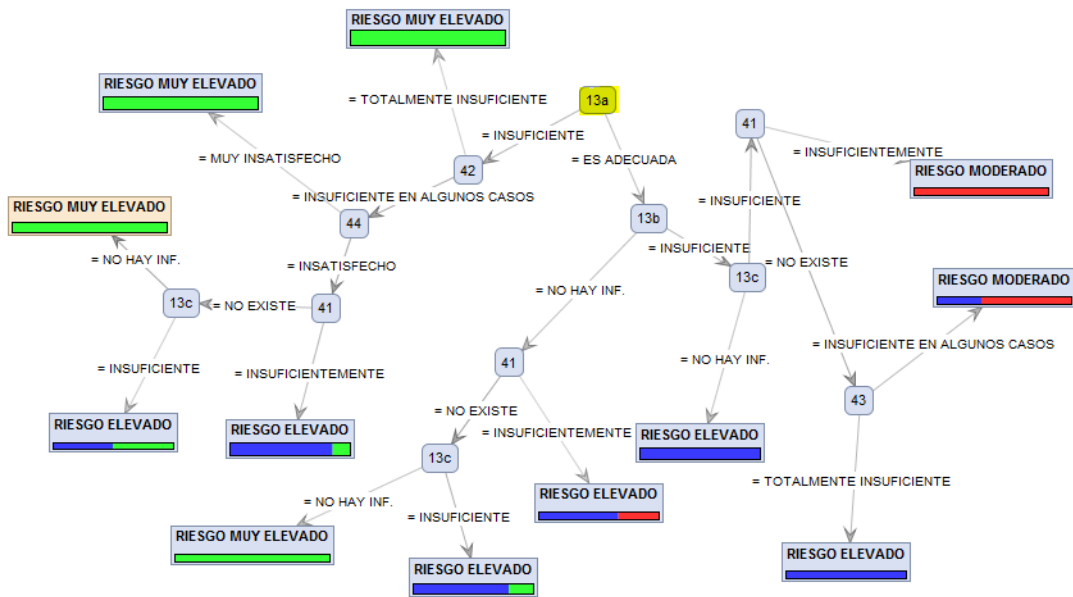 RIESGO MUY ELEVADO
RIESGO MUY ELEVADO
= TOTALMENTE INSUFICIENTE
13a
41
= INSUFICIENTE
= MUY INSATISFECHO
= ES ADECUADA
= INSUFICIENTEMENTE
42
RIESGO MODERADO
= INSUFICIENTE EN ALGUNOS CASOS
= INSUFICIENTE
RIESGO MUY ELEVADO
44
13b
= INSUFICIENTE
= NO HAY INF.
= INSATISFECHO
= NO EXISTE
13c
RIESGO MODERADO
= NO HAY INF.
13c
= NO EXISTE
41
= INSUFICIENTE EN ALGUNOS CASOS
41
= NO HAY INF.
= INSUFICIENTE
= INSUFICIENTEMENTE
43
= NO EXISTE
RIESGO ELEVADO
RIESGO ELEVADO
= INSUFICIENTEMENTE
RIESGO ELEVADO
13c
= TOTALMENTE INSUFICIENTE
= NO HAY INF.
RIESGO ELEVADO
= INSUFICIENTE
RIESGO MUY ELEVADO
RIESGO ELEVADO
RIESGO ELEVADO